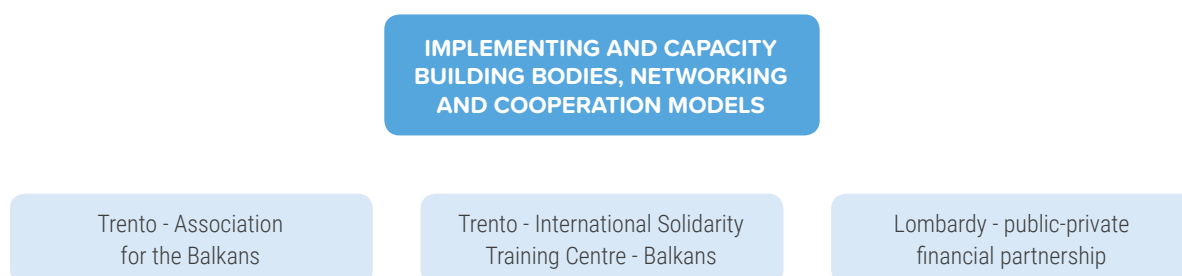 IMPLEMENTING AND CAPACITY
BUILDING BODIES, NETWORKING
AND COOPERATION MODELS
Trento - Association
for the Balkans
Trento - International Solidarity
Training Centre - Balkans
Lombardy - public-private
financial partnership